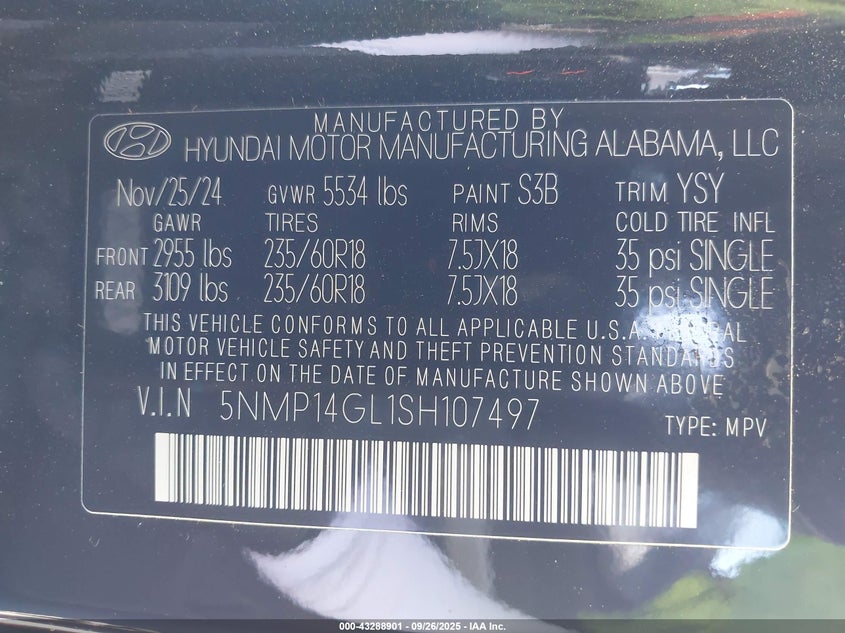 MANUFACTURED BY
HYUNDAI MOTOR MANUFACTURING ALABAMA, LLC
Nov/25/24 GVWR 5534 lbs PAINT S3B TRIM YSY
GAWR TIRES RIMS COLD TIRE INFL
FRONT 2955 lbs 235/60R18 7.5JX18 35 psi SINGLE
REAR 3109 lbs 235/60R18 7.5JX18 35 psi SINGLE
THIS VEHICLE CONFORMS TO ALL APPLICABLE U.S.A.
MOTOR VEHICLE SAFETY AND THEFT PREVENTION STANDARDS
IN EFFECT ON THE DATE OF MANUFACTURE SHOWN ABOVE
V.I.N 5NMP14GL1SH107497 TYPE: MPV
000-43288901 - 09/26/2025 - IAA Inc.